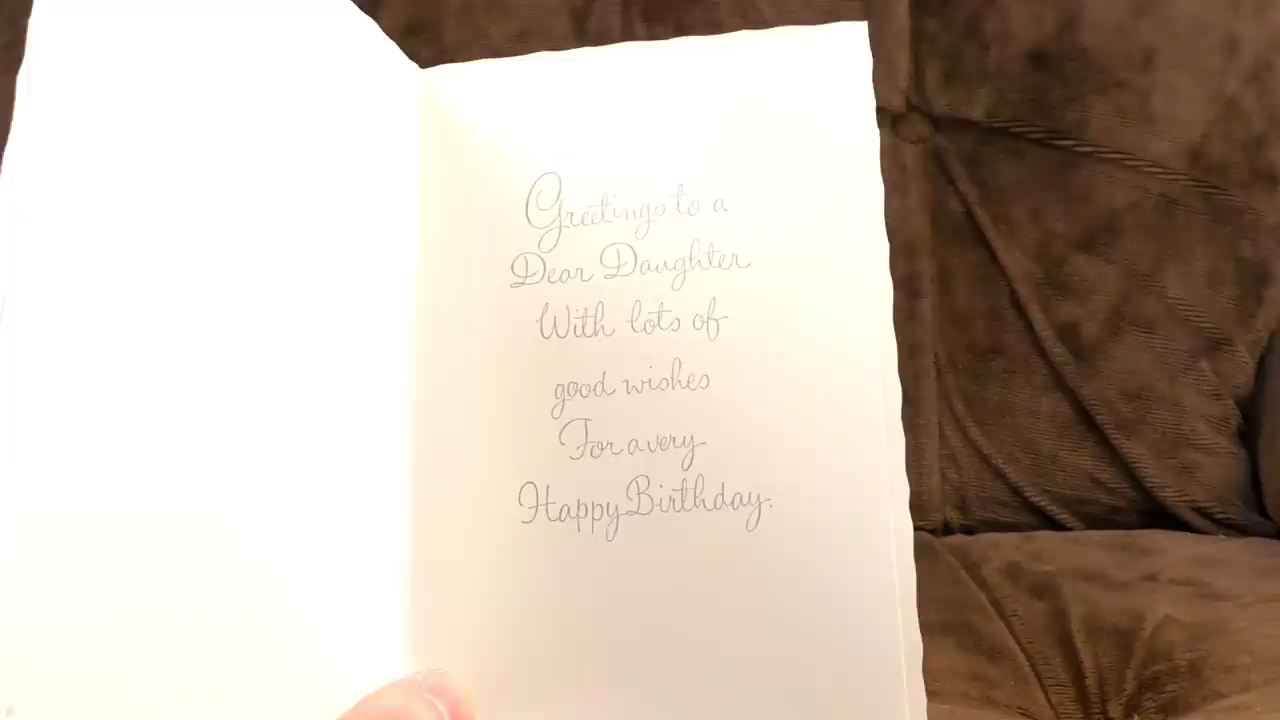 Greetings to a
Dear Daughter
With lots of
good wishes
For a very
Happy Birthday.